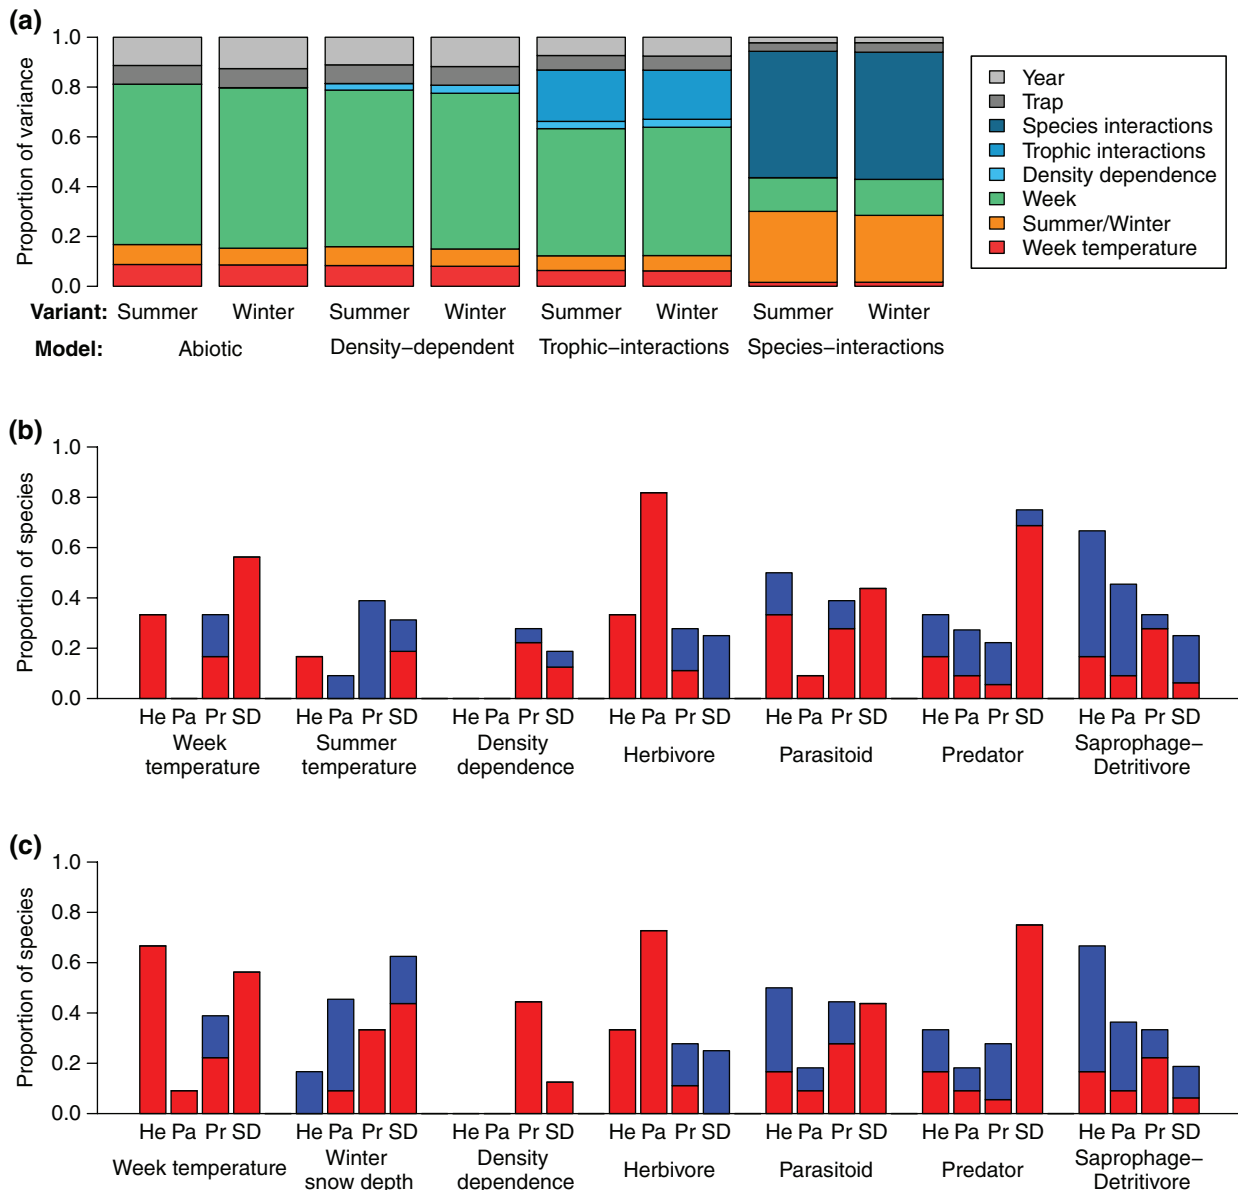 (a)
Proportion of variance
1.0
0.8
0.6
0.4
0.2
0.0
Variant: Summer Winter Summer Winter Summer Winter Summer Winter
Model: Abiotic Density−dependent Trophic−interactions Species−interactions
Year
Trap
Species interactions
Trophic interactions
Density dependence
Week
Summer/Winter
Week temperature
(b)
Proportion of species
1.0
0.8
0.6
0.4
0.2
0.0
He Pa Pr SD He Pa Pr SD He Pa Pr SD He Pa Pr SD He Pa Pr SD He Pa Pr SD He Pa Pr SD
Week
temperature
Summer
temperature
Density
dependence
Herbivore
Parasitoid
Predator
Saprophage−
Detritivore
(c)
Proportion of species
1.0
0.8
0.6
0.4
0.2
0.0
He Pa Pr SD He Pa Pr SD He Pa Pr SD He Pa Pr SD He Pa Pr SD He Pa Pr SD He Pa Pr SD
Week temperature
Winter
snow depth
Density
dependence
Herbivore
Parasitoid
Predator
Saprophage−
Detritivore